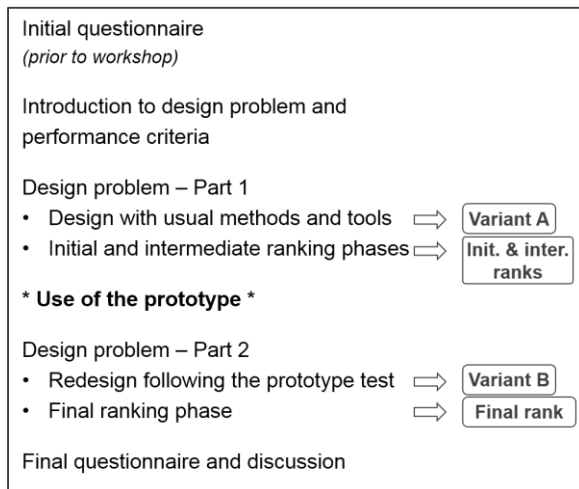 Initial questionnaire
(prior to workshop)
Introduction to design problem and
performance criteria
Design problem – Part 1
• Design with usual methods and tools
Variant A
• Initial and intermediate ranking phases
Init. & inter.
ranks
* Use of the prototype *
Design problem – Part 2
• Redesign following the prototype test
Variant B
• Final ranking phase
Final rank
Final questionnaire and discussion